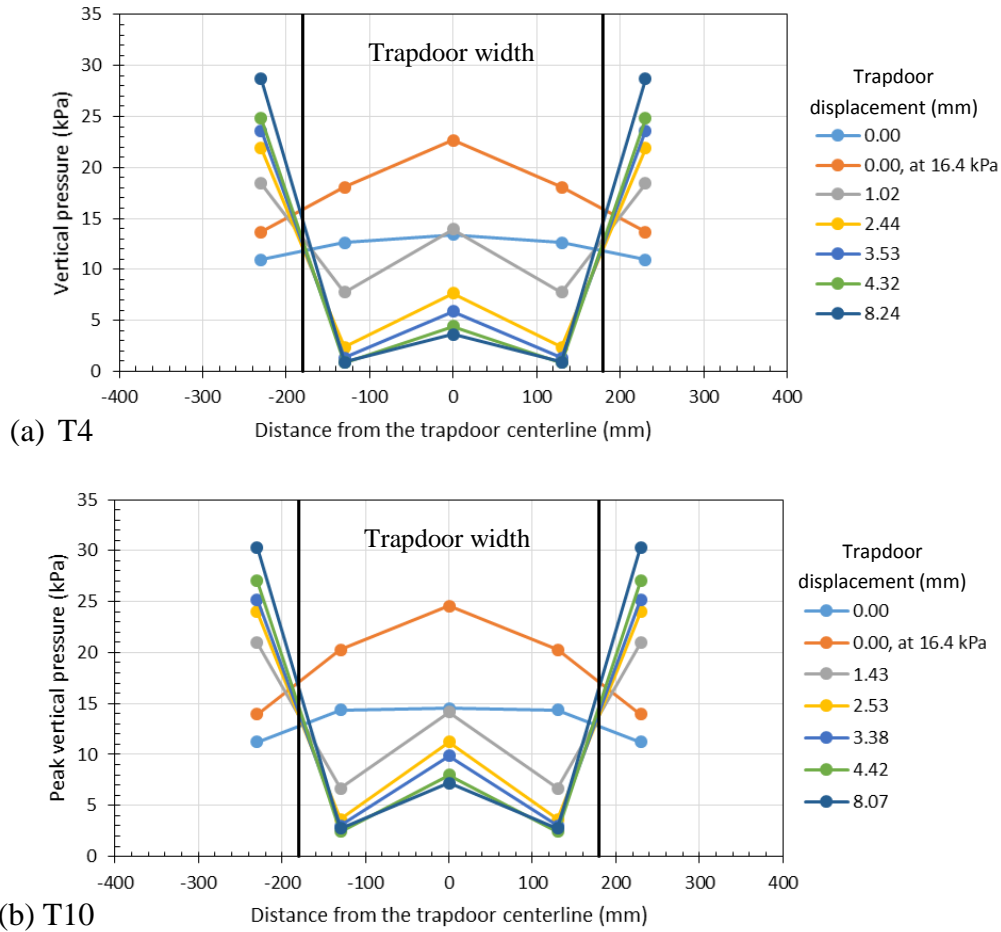 35
30
25
20
15
10
5
0
Vertical pressure (kPa)
Trapdoor width
-400 -300 -200 -100 0 100 200 300 400
Distance from the trapdoor centerline (mm)
Trapdoor
displacement (mm)
0.00
0.00, at 16.4 kPa
1.02
2.44
3.53
4.32
8.24
(a) T4
35
30
25
20
15
10
5
0
Peak vertical pressure (kPa)
Trapdoor width
-400 -300 -200 -100 0 100 200 300 400
Distance from the trapdoor centerline (mm)
Trapdoor
displacement (mm)
0.00
0.00, at 16.4 kPa
1.43
2.53
3.38
4.42
8.07
(b) T10